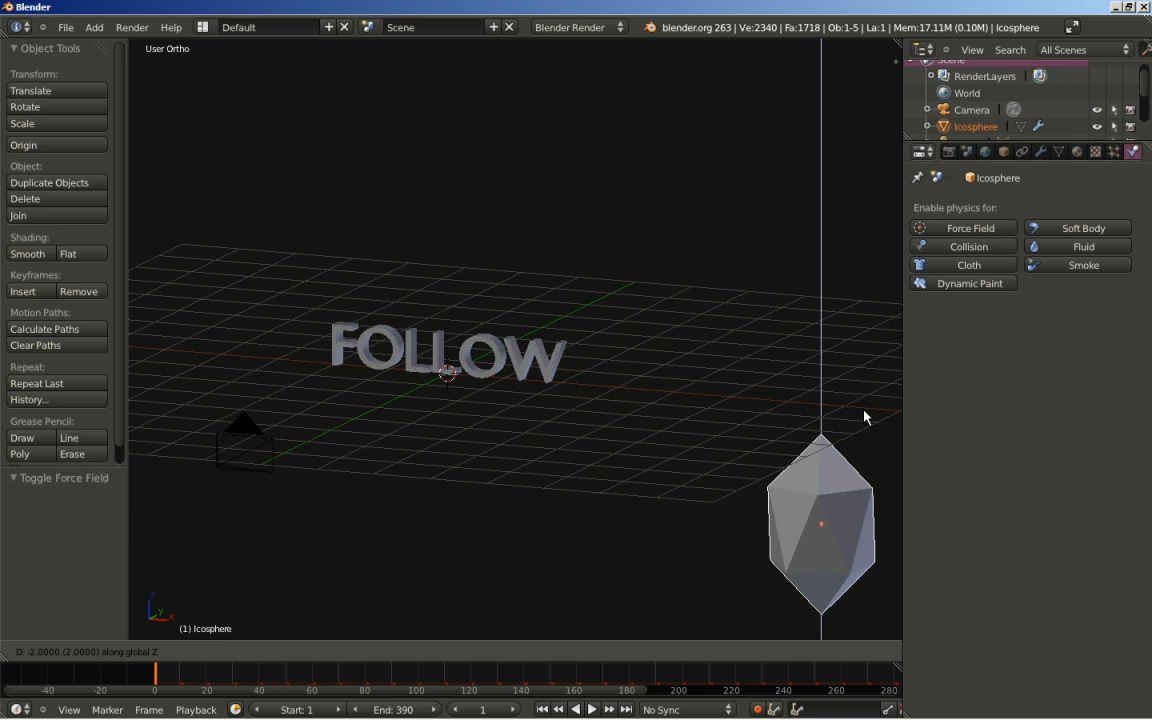 Blender
File Add Render Help Default Scene Blender Render blender.org 263 | Ve:2340 | Fa:1718 | Ob:1-5 | La:1 | Mem:17.11M (0.10M) | Icosphere
Object Tools
User Ortho
View Search All Scenes
Scene
Transform:
Translate
RenderLayers |
Rotate
World
Scale
Camera |
Icosphere |
Origin
Object:
Duplicate Objects
Icosphere
Delete
Join
Enable physics for:
Shading:
Force Field Soft Body
Smooth Flat
Collision Fluid
Cloth Smoke
Keyframes:
Dynamic Paint
Insert Remove
Motion Paths:
Calculate Paths
Clear Paths
FOLLOW
Repeat:
Repeat Last
History...
Grease Pencil:
Draw Line
Poly Erase
Toggle Force Field
z
y
x
(1) Icosphere
D: -2.0000 (2.0000) along global Z
-40 -20 0 20 40 60 80 100 120 140 160 180 200 220 240 260 280
View Marker Frame Playback Start: 1 End: 390 1 No Sync